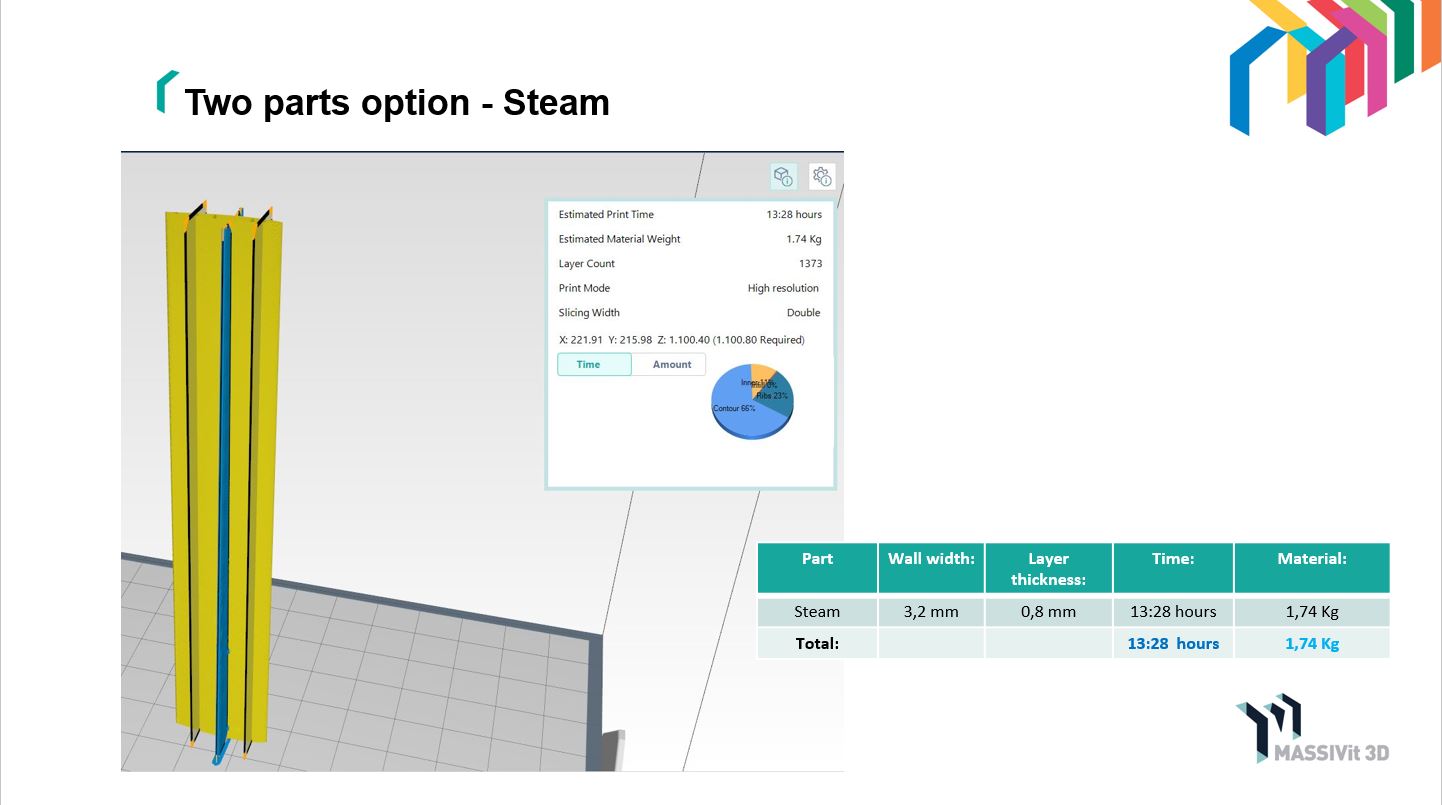 Two parts option - Steam
Estimated Print Time 13:28 hours
Estimated Material Weight 1.74 Kg
Layer Count 1373
Print Mode High resolution
Slicing Width Double
X: 221.91 Y: 215.98 Z: 1.100.40 (1.100.80 Required)
Time Amount
Inner 11%
Infill 0%
Ribs 23%
Contour 66%
Part Wall width: Layer thickness: Time: Material:
Steam 3,2 mm 0,8 mm 13:28 hours 1,74 Kg
Total: 13:28 hours 1,74 Kg
MASSIVit 3D